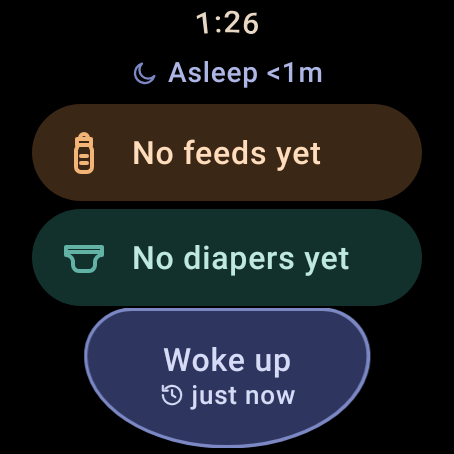 1:26
Asleep <1m
No feeds yet
No diapers yet
Woke up
just now